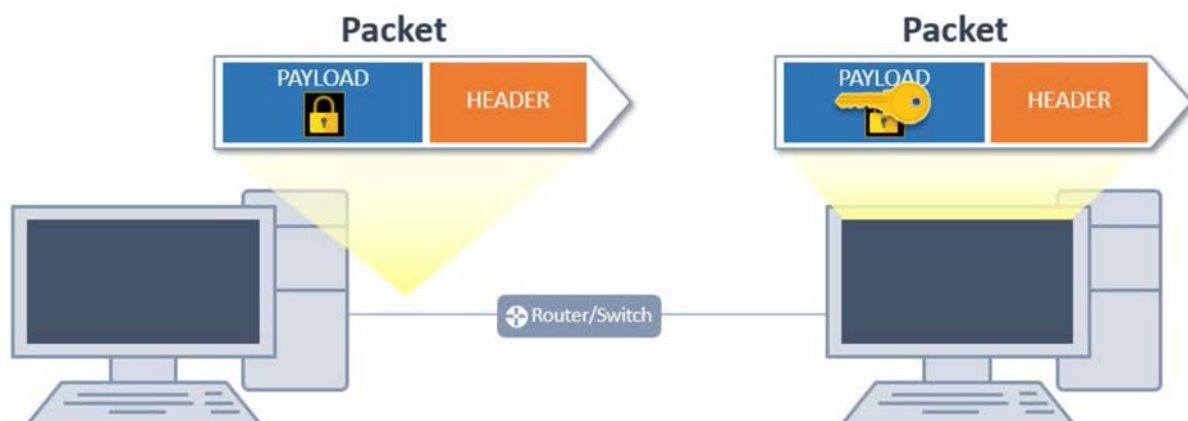 Packet
PAYLOAD
HEADER
Packet
PAYLOAD
HEADER
Router/Switch